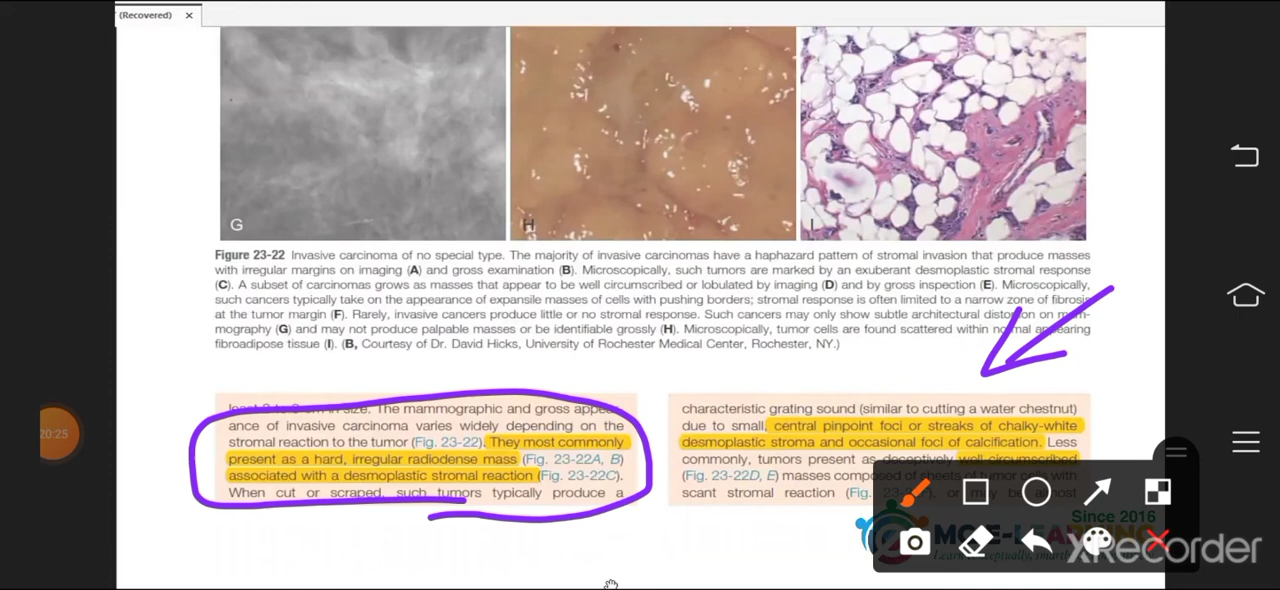 (Recovered) ×
G
H
I
Figure 23-22 Invasive carcinoma of no special type. The majority of invasive carcinomas have a haphazard pattern of stromal invasion that produce masses
with irregular margins on imaging (A) and gross examination (B). Microscopically, such tumors are marked by an exuberant desmoplastic stromal response
(C). A subset of carcinomas grows as masses that appear to be well circumscribed or lobulated by imaging (D) and by gross inspection (E). Microscopically,
such cancers typically take on the appearance of expansile masses of cells with pushing borders; stromal response is often limited to a narrow zone of fibrosis
at the tumor margin (F). Rarely, invasive cancers produce little or no stromal response. Such cancers may only show subtle architectural distortion on mam-
mography (G) and may not produce palpable masses or be identifiable grossly (H). Microscopically, tumor cells are found scattered within normal appearing
fibroadipose tissue (I). (B, Courtesy of Dr. David Hicks, University of Rochester Medical Center, Rochester, NY.)
in size. The mammographic and gross appear-
ance of invasive carcinoma varies widely depending on the
stromal reaction to the tumor (Fig. 23-22). They most commonly
present as a hard, irregular radiodense mass (Fig. 23-22A, B)
associated with a desmoplastic stromal reaction (Fig. 23-22C).
When cut or scraped, such tumors typically produce a
characteristic grating sound (similar to cutting a water chestnut)
due to small, central pinpoint foci or streaks of chalky-white
desmoplastic stroma and occasional foci of calcification. Less
commonly, tumors present as deceptively well-circumscribed
(Fig. 23-22D, E) masses composed of sheets of tumor cells with
scant stromal reaction (Fig. or may be almost
20:25
Since 2016
XRecorder